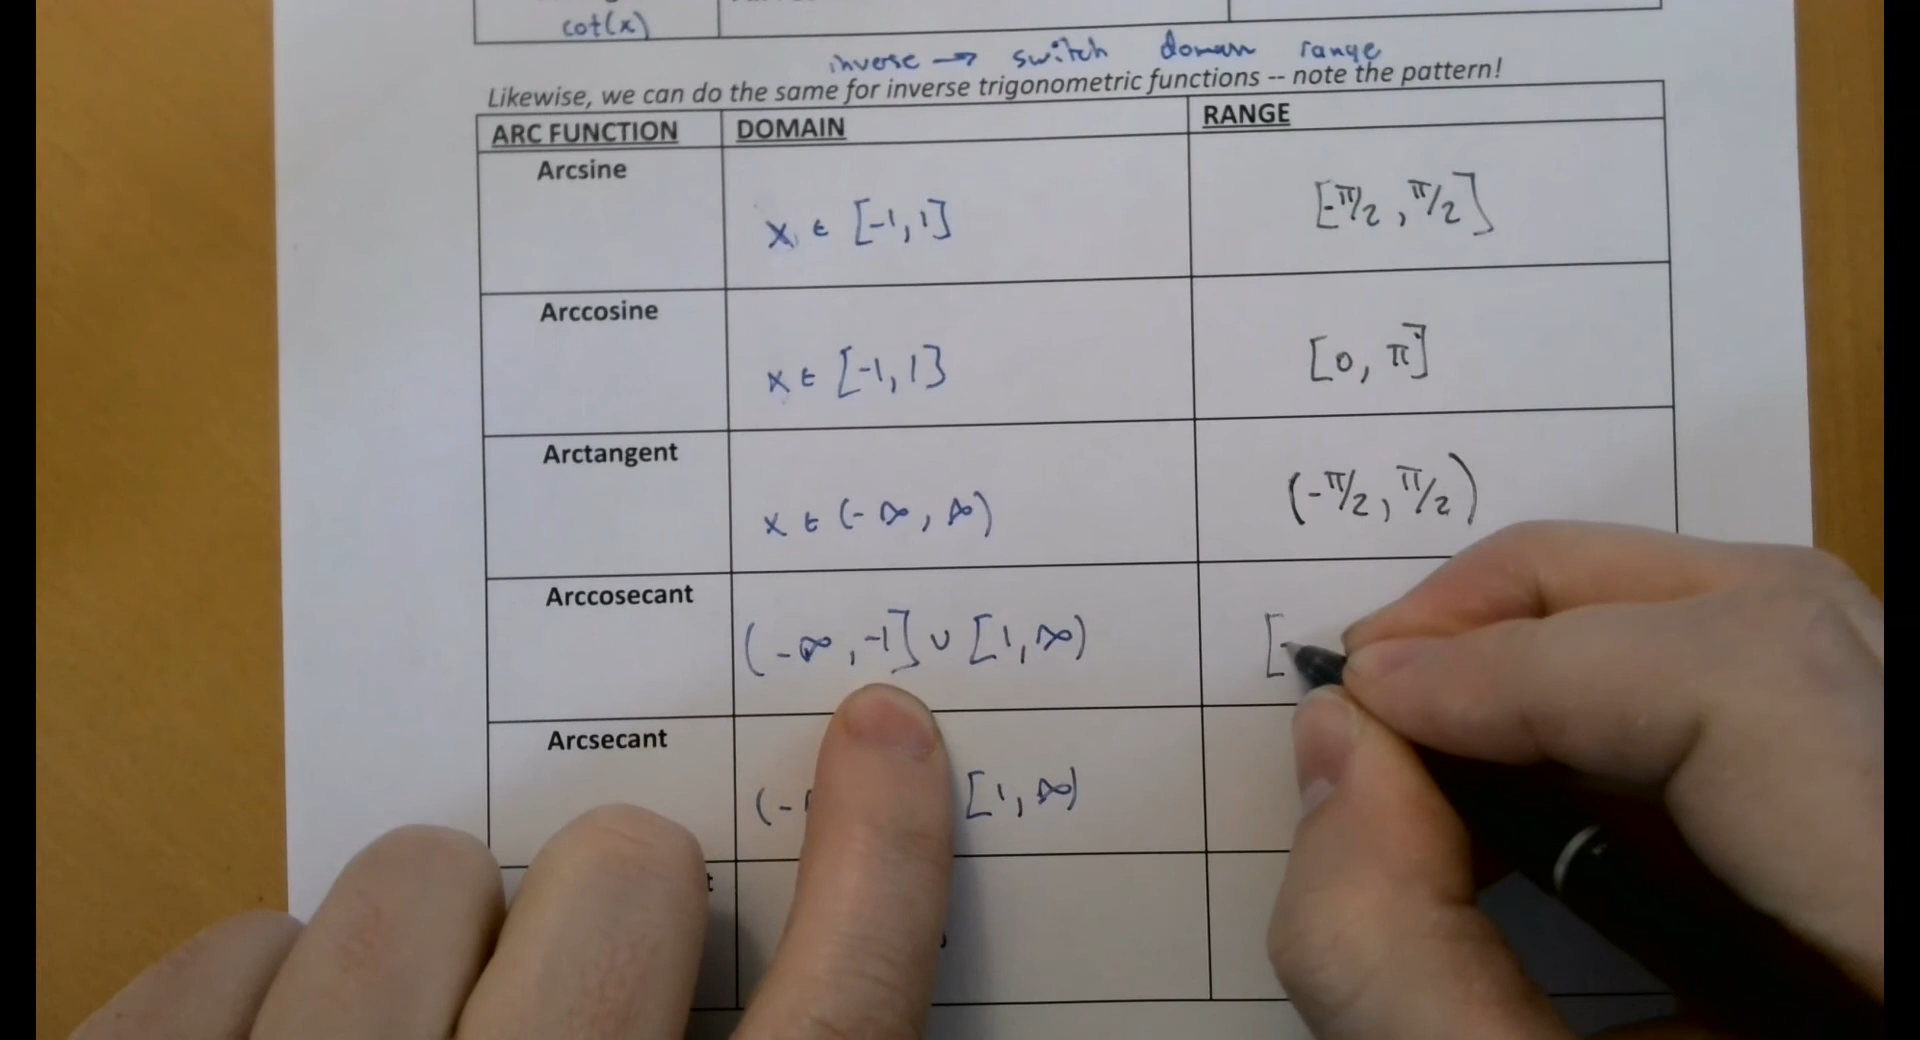 cot(x)
inverse → switch domain range
Likewise, we can do the same for inverse trigonometric functions -- note the pattern!
ARC FUNCTION DOMAIN RANGE
Arcsine x ∈ [-1, 1] [-π/2, π/2]
Arccosine x ∈ [-1, 1] [0, π]
Arctangent x ∈ (-∞, ∞) (-π/2, π/2)
Arccosecant (-∞, -1] ∪ [1, ∞) [-
Arcsecant (- [1, ∞)
t